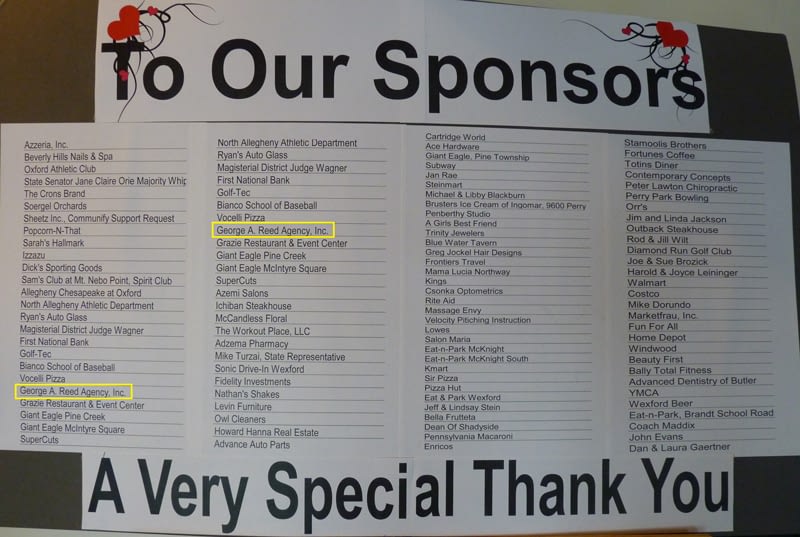 To Our Sponsors
Azzeria, Inc.
Beverly Hills Nails & Spa
Oxford Athletic Club
State Senator Jane Claire Orie Majority Whip
The Crons Brand
Soergel Orchards
Sheetz Inc., Communify Support Request
Popcorn-N-That
Sarah's Hallmark
Izzazu
Dick's Sporting Goods
Sam's Club at Mt. Nebo Point, Spirit Club
Allegheny Chesapeake at Oxford
North Allegheny Athletic Department
Ryan's Auto Glass
Magisterial District Judge Wagner
First National Bank
Golf-Tec
Bianco School of Baseball
Vocelli Pizza
George A. Reed Agency, Inc.
Grazie Restaurant & Event Center
Giant Eagle Pine Creek
Giant Eagle McIntyre Square
SuperCuts
North Allegheny Athletic Department
Ryan's Auto Glass
Magisterial District Judge Wagner
First National Bank
Golf-Tec
Bianco School of Baseball
Vocelli Pizza
George A. Reed Agency, Inc.
Grazie Restaurant & Event Center
Giant Eagle Pine Creek
Giant Eagle McIntyre Square
SuperCuts
Azemi Salons
Ichiban Steakhouse
McCandless Floral
The Workout Place, LLC
Adzema Pharmacy
Mike Turzai, State Representative
Sonic Drive-In Wexford
Fidelity Investments
Nathan's Shakes
Levin Furniture
Owl Cleaners
Howard Hanna Real Estate
Advance Auto Parts
Cartridge World
Ace Hardware
Giant Eagle, Pine Township
Subway
Jan Rae
Steinmart
Michael & Libby Blackburn
Brusters Ice Cream of Ingomar, 9600 Perry
Penberthy Studio
A Girls Best Friend
Trinity Jewelers
Blue Water Tavern
Greg Jockel Hair Designs
Frontiers Travel
Mama Lucia Northway
Kings
Csonka Optometrics
Rite Aid
Massage Envy
Velocity Pitiching Instruction
Lowes
Salon Maria
Eat-n-Park McKnight
Eat-n-Park McKnight South
Kmart
Sir Pizza
Pizza Hut
Eat & Park Wexford
Jeff & Lindsay Stein
Bella Frutteta
Dean Of Shadyside
Pennsylvania Macaroni
Enricos
Stamoolis Brothers
Fortunes Coffee
Totins Diner
Contemporary Concepts
Peter Lawton Chiropractic
Perry Park Bowling
Orr's
Jim and Linda Jackson
Outback Steakhouse
Rod & Jill Wilt
Diamond Run Golf Club
Joe & Sue Brozick
Harold & Joyce Leininger
Walmart
Costco
Mike Dorundo
Marketfrau, Inc.
Fun For All
Home Depot
Windwood
Beauty First
Bally Total Fitness
Advanced Dentistry of Butler
YMCA
Wexford Beer
Eat-n-Park, Brandt School Road
Coach Maddix
John Evans
Dan & Laura Gaertner
A Very Special Thank You